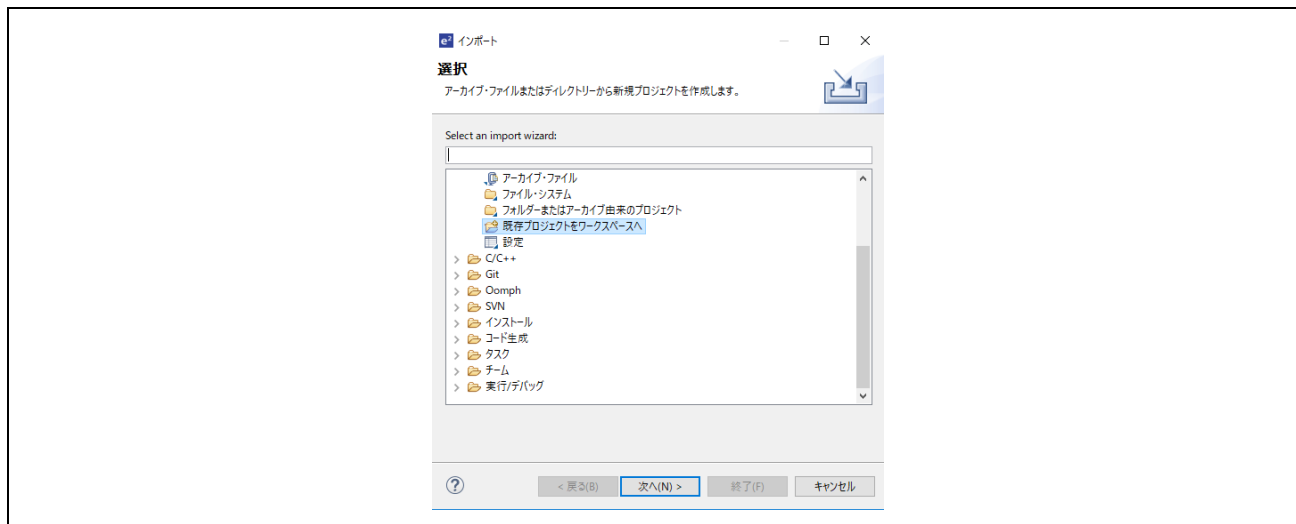 e² インポート
選択
アーカイブ・ファイルまたはディレクトリーから新規プロジェクトを作成します。
Select an import wizard:
アーカイブ・ファイル
ファイル・システム
フォルダーまたはアーカイブ由来のプロジェクト
既存プロジェクトをワークスペースへ
設定
C/C++
Git
Oomph
SVN
インストール
コード生成
タスク
チーム
実行/デバッグ
< 戻る(B) 次へ(N) > 終了(F) キャンセル